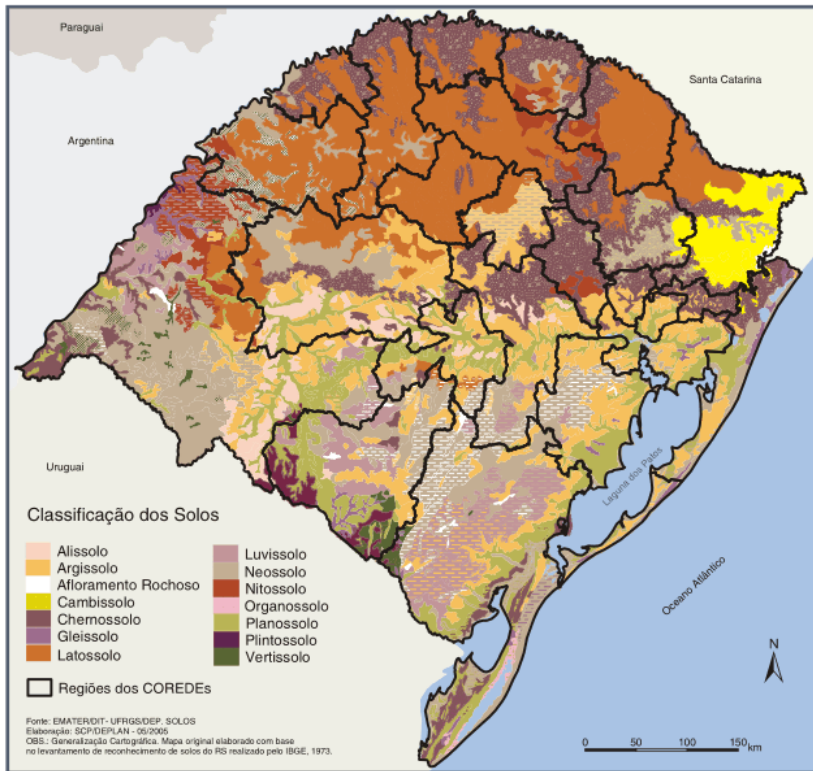 Paraguai
Santa Catarina
Argentina
Uruguai
Laguna dos Patos
Oceano Atlântico
Classificação dos Solos
Alissolo
Argissolo
Afloramento Rochoso
Cambissolo
Chernossolo
Gleissolo
Latossolo
Luvissolo
Neossolo
Nitossolo
Organossolo
Planossolo
Plintossolo
Vertissolo
Regiões dos COREDEs
Fonte: EMATER/DIT- UFRGS/DEP. SOLOS
Elaboração: SCP/DEPLAN - 05/2005
OBS.: Generalização Cartográfica. Mapa original elaborado com base
no levantamento de reconhecimento de solos do RS realizado pelo IBGE, 1973.
N
0 50 100 150
km